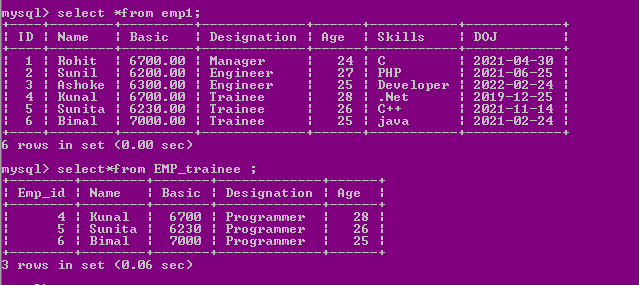 mysql> select *from emp1;
+----+--------+---------+-------------+------+-----------+------------+
| ID | Name | Basic | Designation | Age | Skills | DOJ |
+----+--------+---------+-------------+------+-----------+------------+
| 1 | Rohit | 6700.00 | Manager | 24 | C | 2021-04-30 |
| 2 | Sunil | 6200.00 | Engineer | 27 | PHP | 2021-06-25 |
| 3 | Ashoke | 6300.00 | Engineer | 25 | Developer | 2022-02-24 |
| 4 | Kunal | 6700.00 | Trainee | 28 | .Net | 2019-12-25 |
| 5 | Sunita | 6230.00 | Trainee | 26 | C++ | 2021-11-14 |
| 6 | Bimal | 7000.00 | Trainee | 25 | java | 2021-02-24 |
+----+--------+---------+-------------+------+-----------+------------+
6 rows in set (0.00 sec)
mysql> select*from EMP_trainee ;
+--------+--------+-------+-------------+------+
| Emp_id | Name | Basic | Designation | Age |
+--------+--------+-------+-------------+------+
| 4 | Kunal | 6700 | Programmer | 28 |
| 5 | Sunita | 6230 | Programmer | 26 |
| 6 | Bimal | 7000 | Programmer | 25 |
+--------+--------+-------+-------------+------+
3 rows in set (0.06 sec)